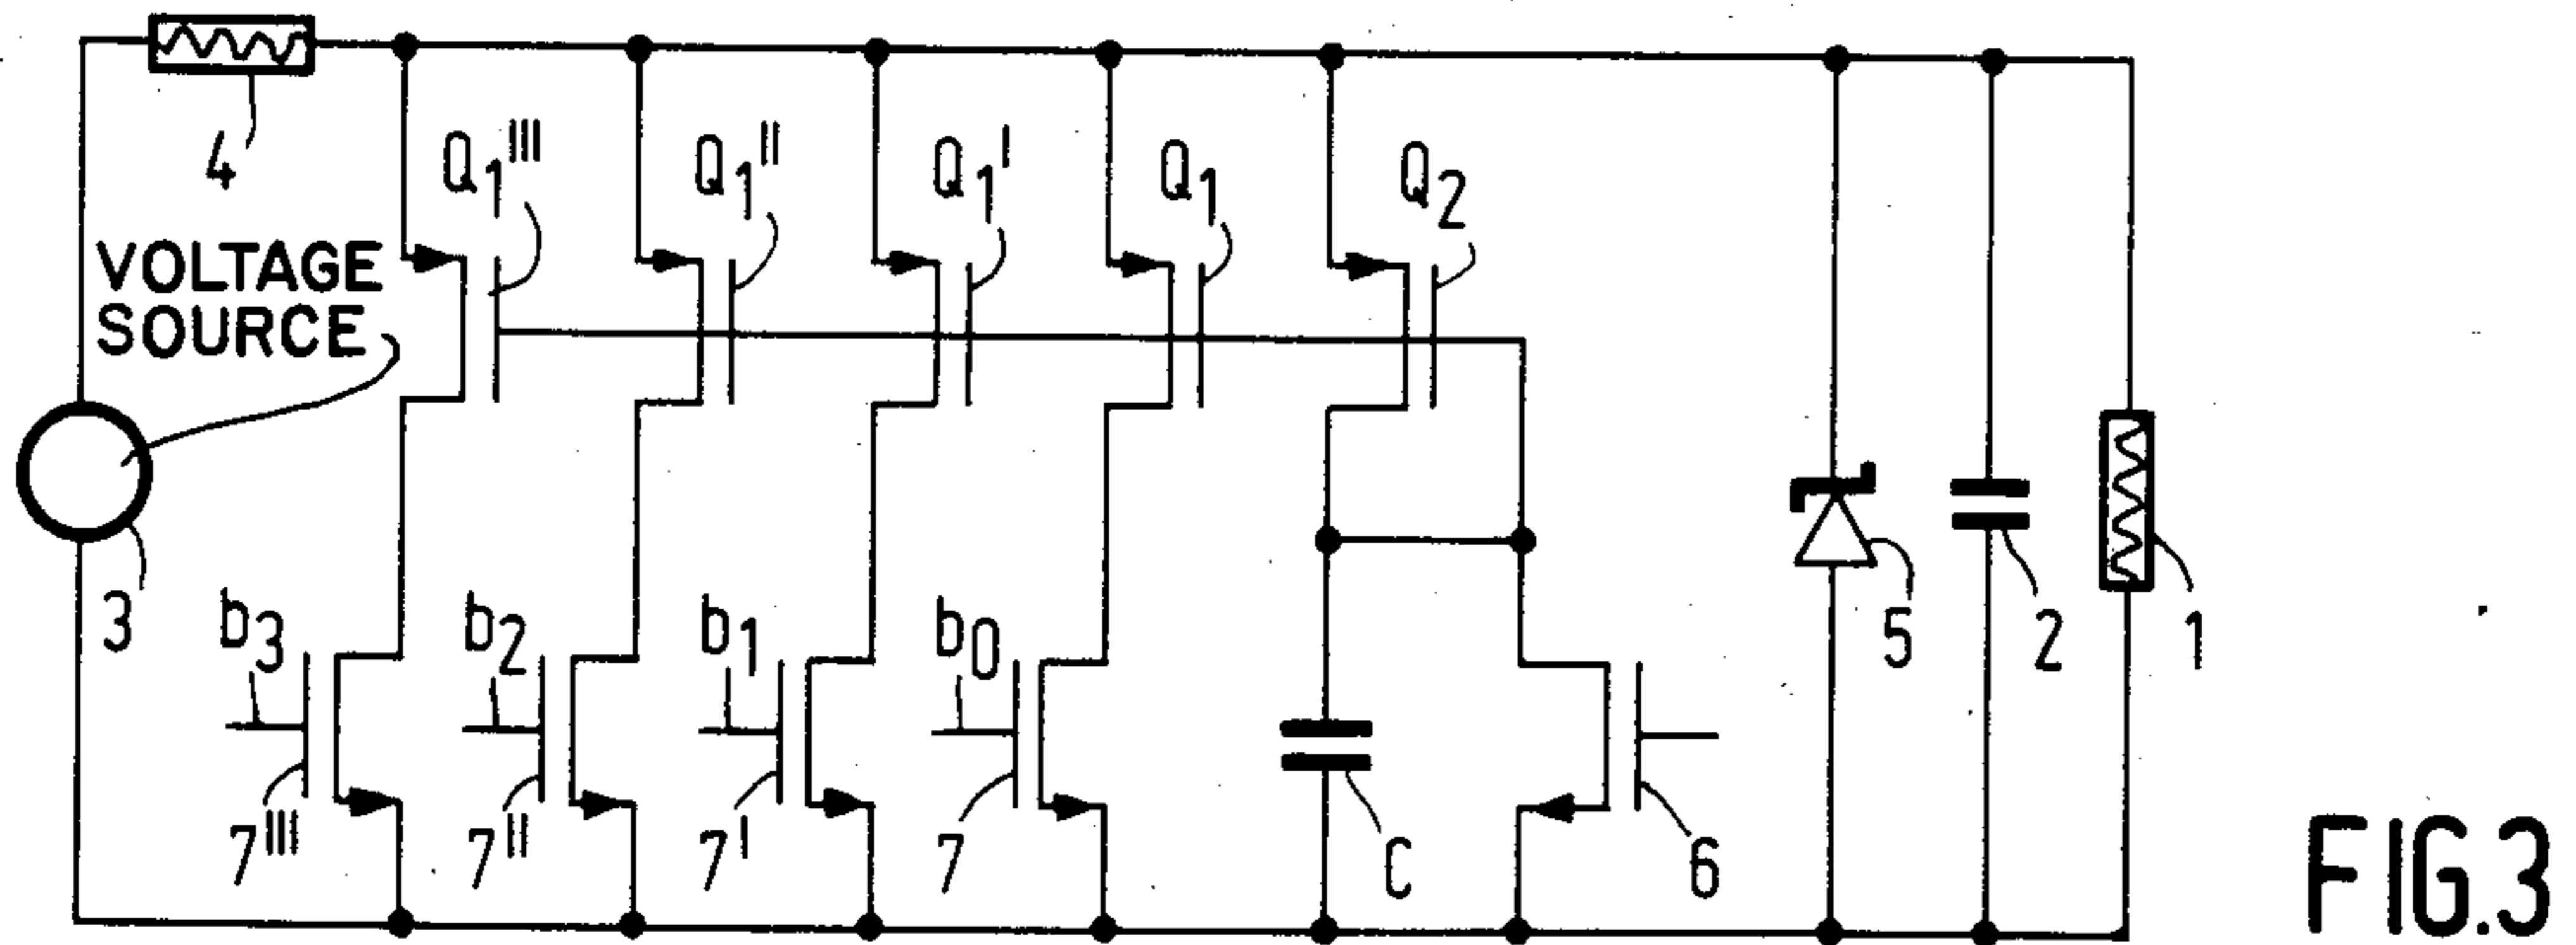 4
Q1''' Q1'' Q1' Q1 Q2
VOLTAGE
SOURCE
3
b3 b2 b1 b0
5 2 1
7''' 7'' 7' 7 C 6
FIG.3